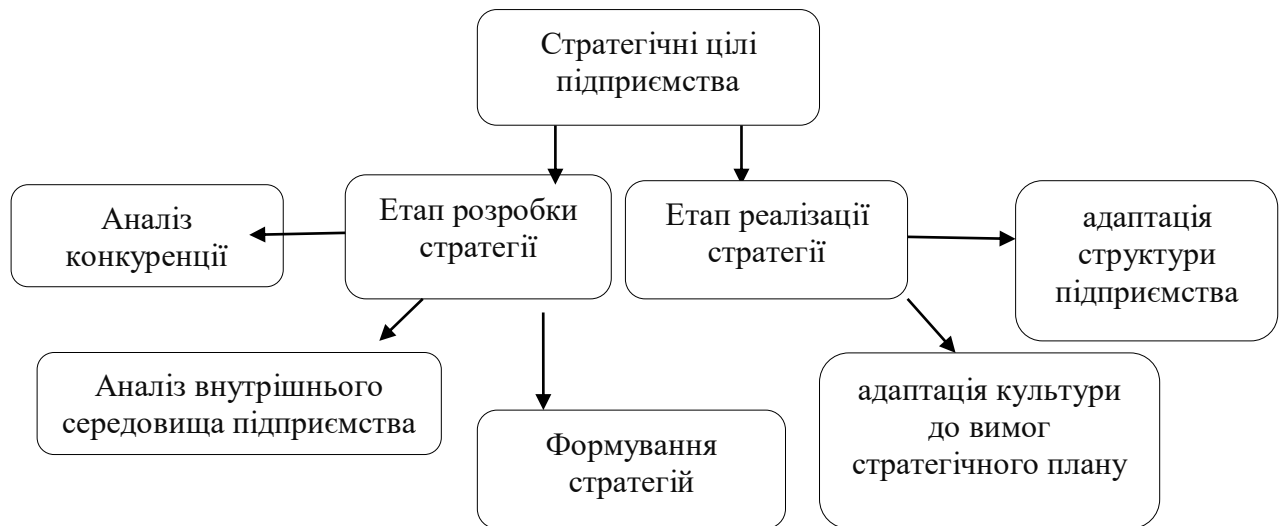 Стратегічні цілі
підприємства
Етап розробки
стратегії
Етап реалізації
стратегії
Аналіз
конкуренції
адаптація
структури
підприємства
Аналіз внутрішнього
середовища підприємства
Формування
стратегій
адаптація культури
до вимог
стратегічного плану